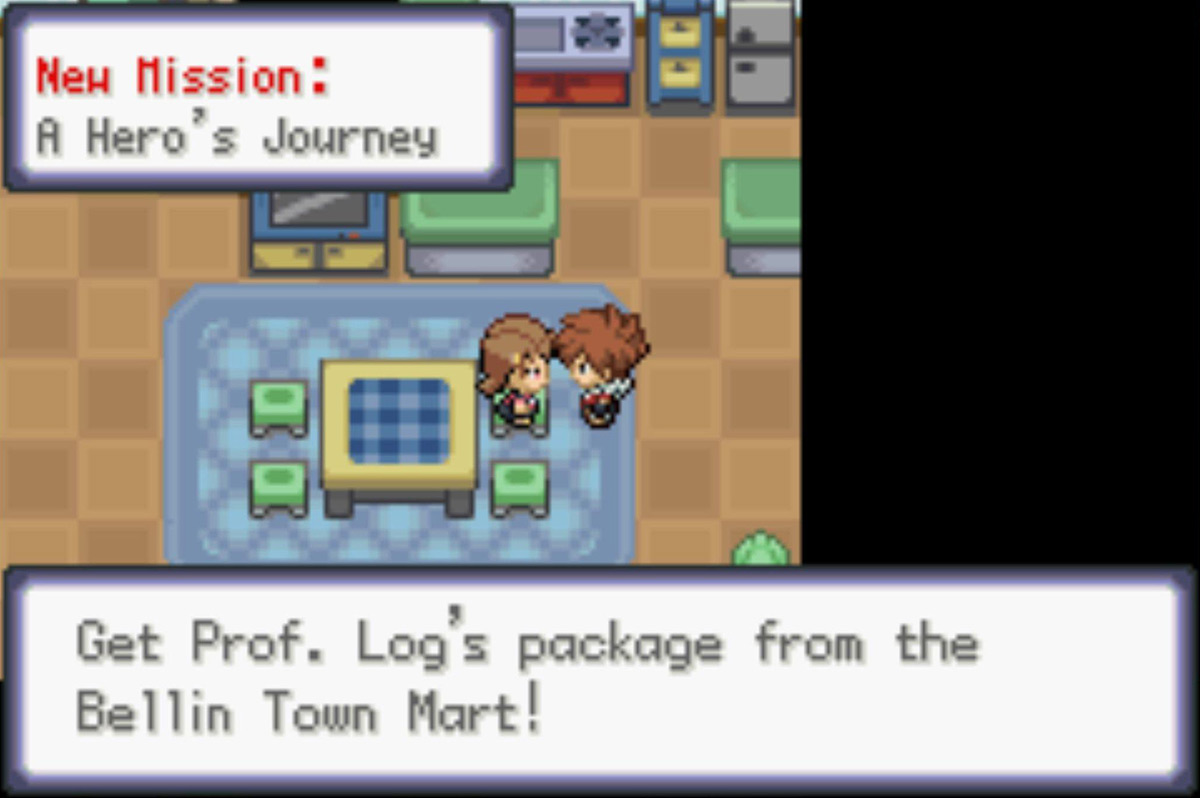 New Mission:
A Hero's Journey
Get Prof. Log's package from the
Bellin Town Mart!